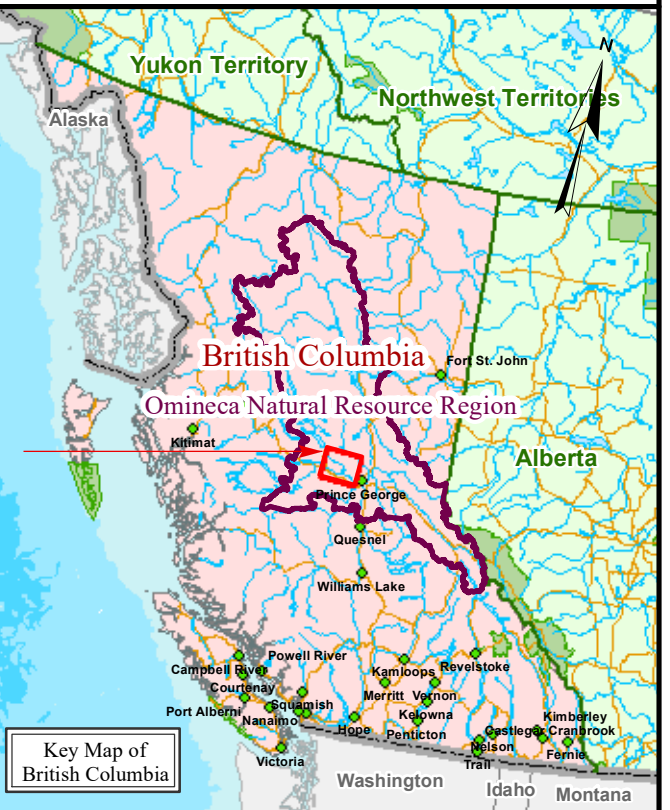 N
Yukon Territory
Northwest Territories
Alaska
British Columbia
Fort St. John
Omineca Natural Resource Region
Kitimat
Alberta
Prince George
Quesnel
Williams Lake
Powell River
Campbell River
Kamloops
Revelstoke
Courtenay
Merritt
Vernon
Squamish
Port Alberni
Nanaimo
Kelowna
Kimberley
Hope
Penticton
Castlegar
Cranbrook
Nelson
Fernie
Victoria
Trail
Key Map of
British Columbia
Washington
Idaho
Montana